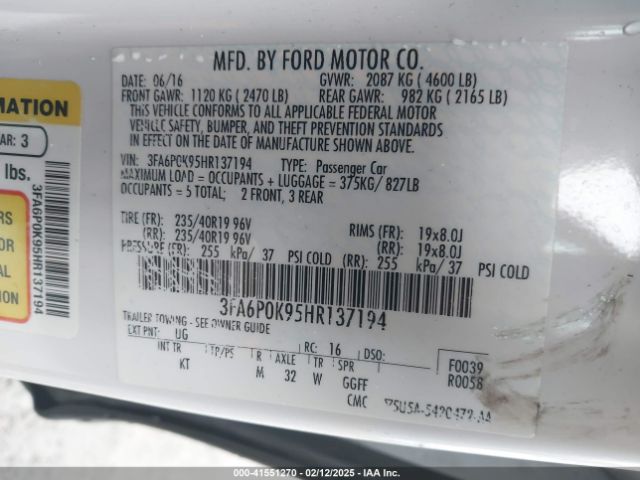 MFD. BY FORD MOTOR CO.
DATE: 06/16 GVWR: 2087 KG ( 4600 LB)
FRONT GAWR: 1120 KG ( 2470 LB) REAR GAWR: 982 KG ( 2165 LB)
THIS VEHICLE CONFORMS TO ALL APPLICABLE FEDERAL MOTOR
VEHICLE SAFETY, BUMPER, AND THEFT PREVENTION STANDARDS
IN EFFECT ON THE DATE OF MANUFACTURE SHOWN ABOVE.
VIN: 3FA6P0K95HR137194 TYPE: Passenger Car
MAXIMUM LOAD = OCCUPANTS + LUGGAGE = 375KG/ 827LB
OCCUPANTS = 5 TOTAL; 2 FRONT, 3 REAR
TIRE (FR): 235/40R19 96V RIMS (FR): 19x8.0J
(RR): 235/40R19 96V (RR): 19x8.0J
PRESSURE (FR): 255 kPa/ 37 PSI COLD (RR): 255 kPa/ 37 PSI COLD
3FA6P0K95HR137194
TRAILER TOWING - SEE OWNER GUIDE
EXT PNT: UG RC: 16 DSO: F0039
INT TR TP/PS R AXLE TR SPR R0058
KT M 32 W GGFF
CMC
MATION
AR: 3
lbs.
RS
OR
AL
TION
3FA6P0K95HR137194
000-41551270 - 02/12/2025 - IAA Inc.